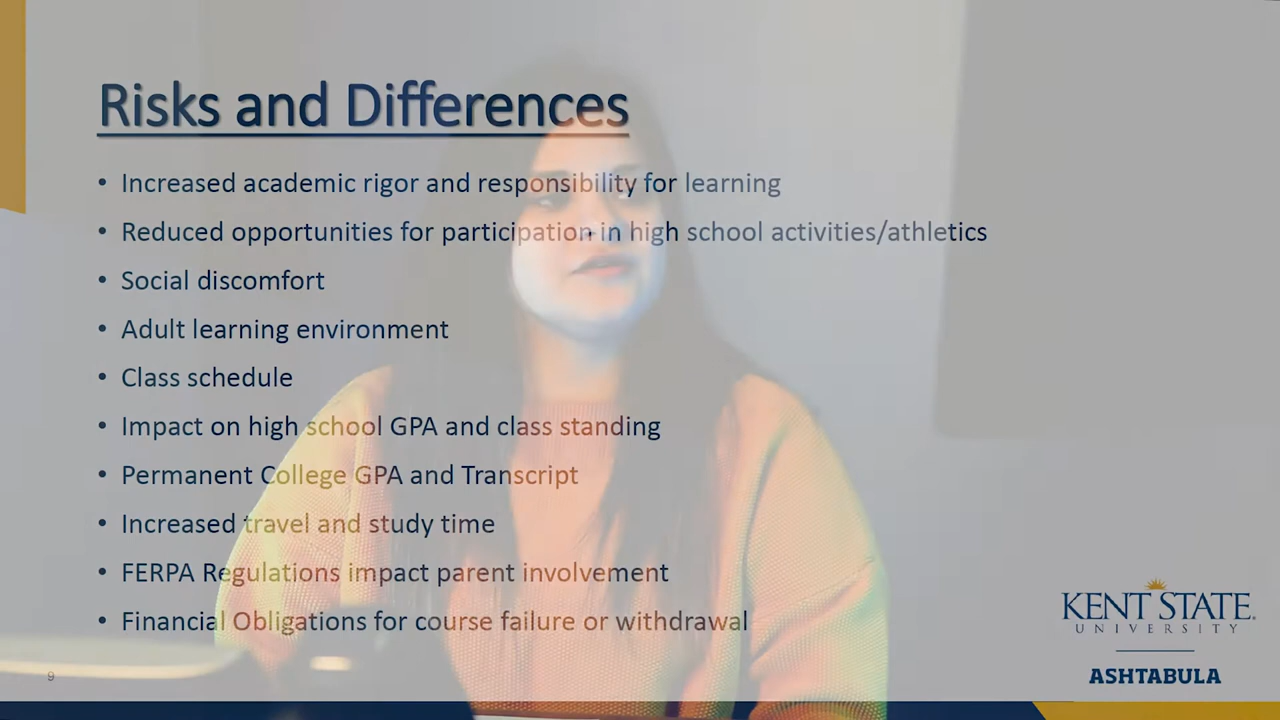 Risks and Differences
• Increased academic rigor and responsibility for learning
• Reduced opportunities for participation in high school activities/athletics
• Social discomfort
• Adult learning environment
• Class schedule
• Impact on high school GPA and class standing
• Permanent College GPA and Transcript
• Increased travel and study time
• FERPA Regulations impact parent involvement
• Financial Obligations for course failure or withdrawal
KENT STATE.
UNIVERSITY
ASHTABULA
9